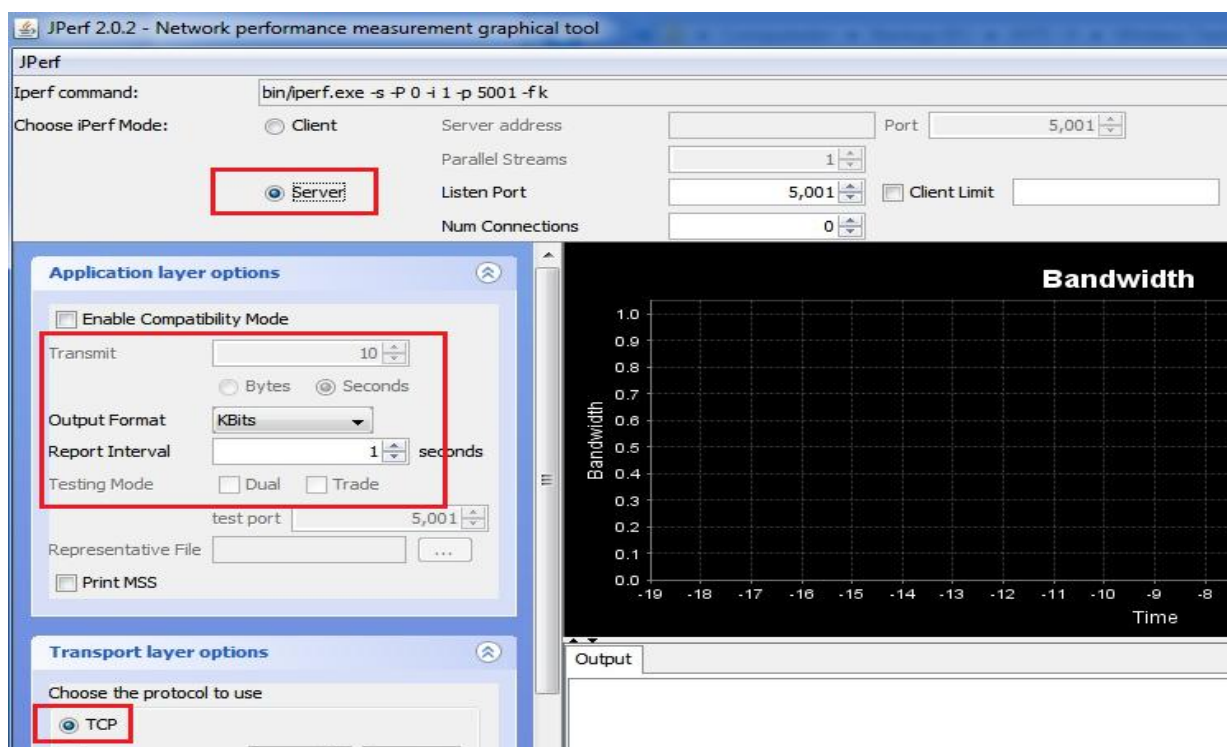 JPerf 2.0.2 - Network performance measurement graphical tool
JPerf
Iperf command: bin/iperf.exe -s -P 0 -i 1 -p 5001 -f k
Choose iPerf Mode: Client Server address Port 5,001
Parallel Streams 1
Server Listen Port 5,001 Client Limit
Num Connections 0
Application layer options
Enable Compatibility Mode
Transmit 10
Bytes Seconds
Output Format KBits
Report Interval 1 seconds
Testing Mode Dual Trade
test port 5,001
Representative File ...
Print MSS
Transport layer options
Choose the protocol to use
TCP
Bandwidth
Bandwidth
1.0
0.9
0.8
0.7
0.6
0.5
0.4
0.3
0.2
0.1
0.0
-19 -18 -17 -16 -15 -14 -13 -12 -11 -10 -9 -8
Time
Output